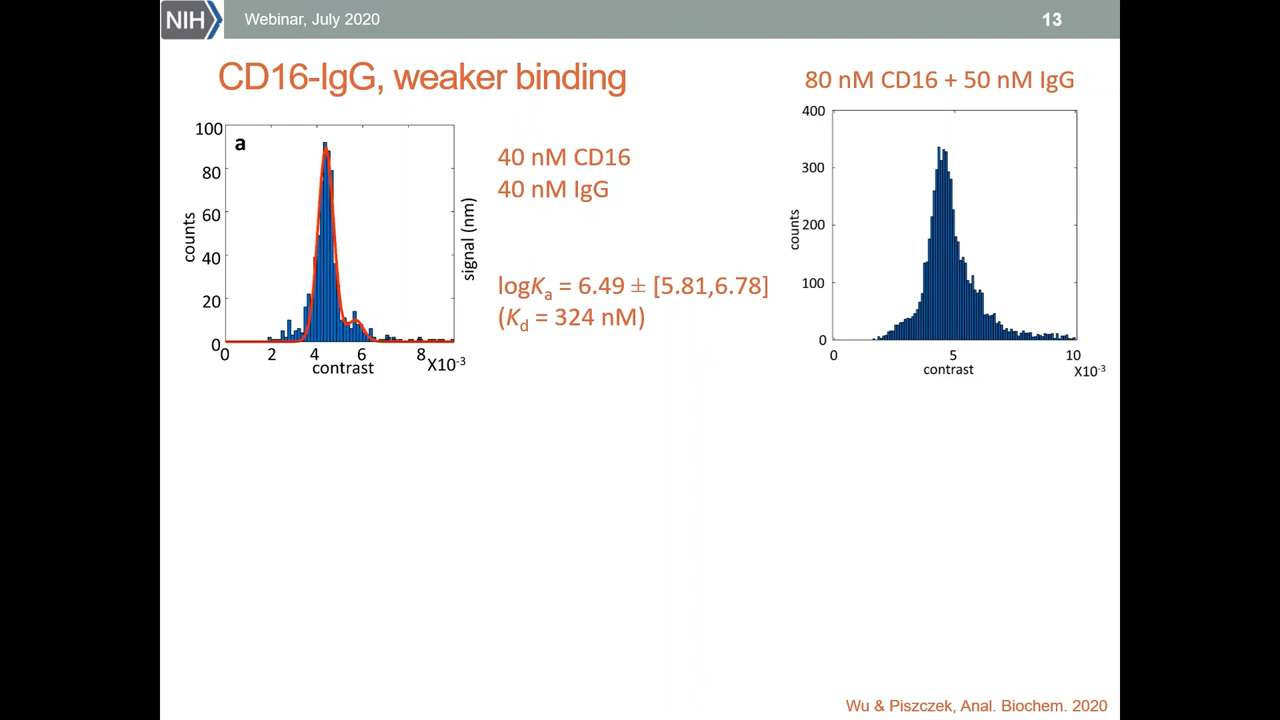 NIH
Webinar, July 2020
13
CD16-IgG, weaker binding
80 nM CD16 + 50 nM IgG
a
100
80
60
40
20
0
counts
0 2 4 6 8
X10-3
contrast
signal (nm)
40 nM CD16
40 nM IgG
logKa = 6.49 ± [5.81,6.78]
(Kd = 324 nM)
400
300
200
100
0
counts
0 5 10
contrast
X10-3
Wu & Piszczek, Anal. Biochem. 2020